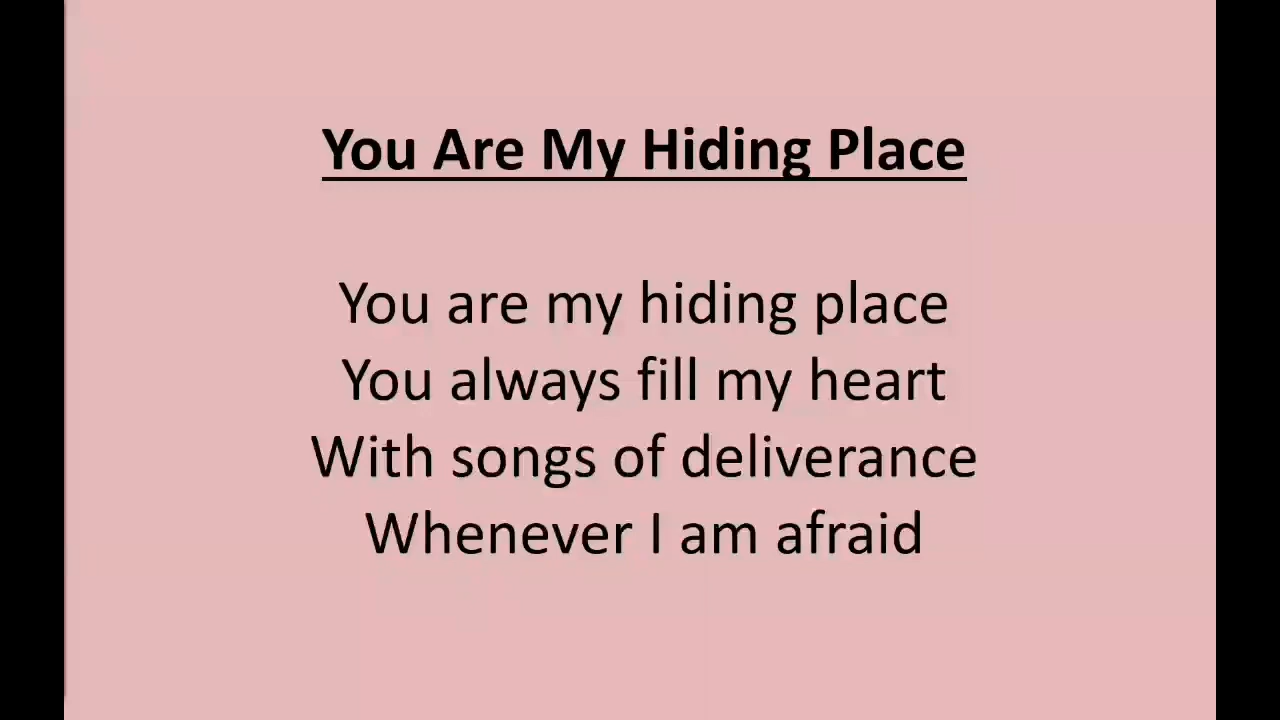 You Are My Hiding Place
You are my hiding place
You always fill my heart
With songs of deliverance
Whenever I am afraid